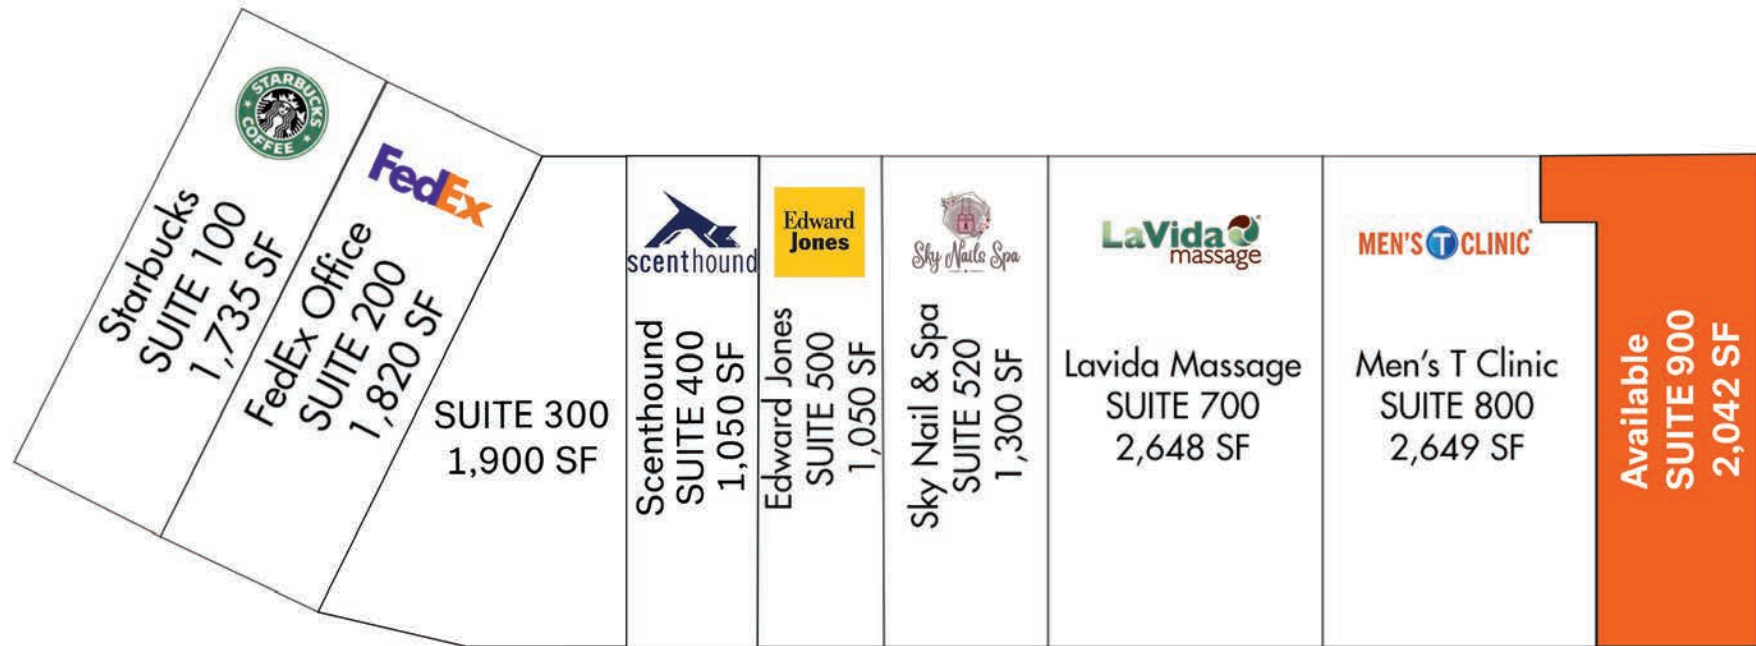 STARBUCKS
COFFEE
Starbucks
SUITE 100
1,735 SF
FedEx
FedEx Office
SUITE 200
1,820 SF
SUITE 300
1,900 SF
scenthound
Scenthound
SUITE 400
1,050 SF
Edward
Jones
Edward Jones
SUITE 500
1,050 SF
Sky Nails Spa
Sky Nail & Spa
SUITE 520
1,300 SF
LaVida
massage
Lavida Massage
SUITE 700
2,648 SF
MEN'S T CLINIC
Men's T Clinic
SUITE 800
2,649 SF
Available
SUITE 900
2,042 SF